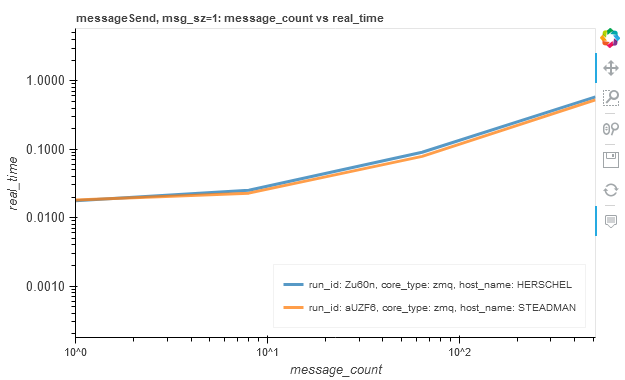 messageSend, msg_sz=1: message_count vs real_time
real_time
1.0000
0.1000
0.0100
0.0010
run_id: Zu60n, core_type: zmq, host_name: HERSCHEL
run_id: aUZF6, core_type: zmq, host_name: STEADMAN
10^0
10^1
10^2
message_count